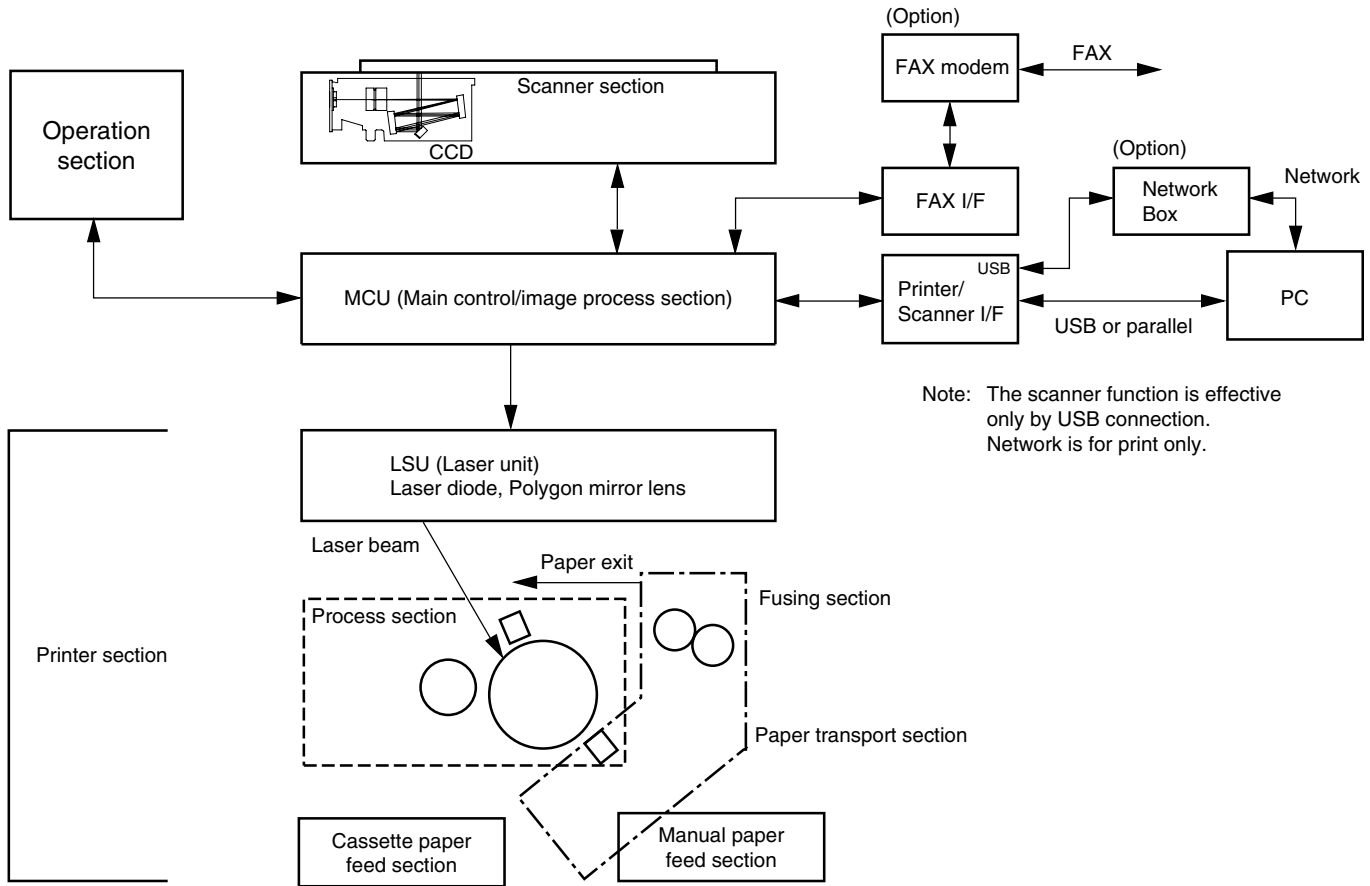 (Option)
FAX modem
FAX
Operation
section
Scanner section
CCD
(Option)
FAX I/F
Network
Box
Network
MCU (Main control/image process section)
USB
Printer/
Scanner I/F
USB or parallel
PC
Note: The scanner function is effective
only by USB connection.
Network is for print only.
LSU (Laser unit)
Laser diode, Polygon mirror lens
Laser beam
Paper exit
Process section
Fusing section
Printer section
Paper transport section
Cassette paper
feed section
Manual paper
feed section